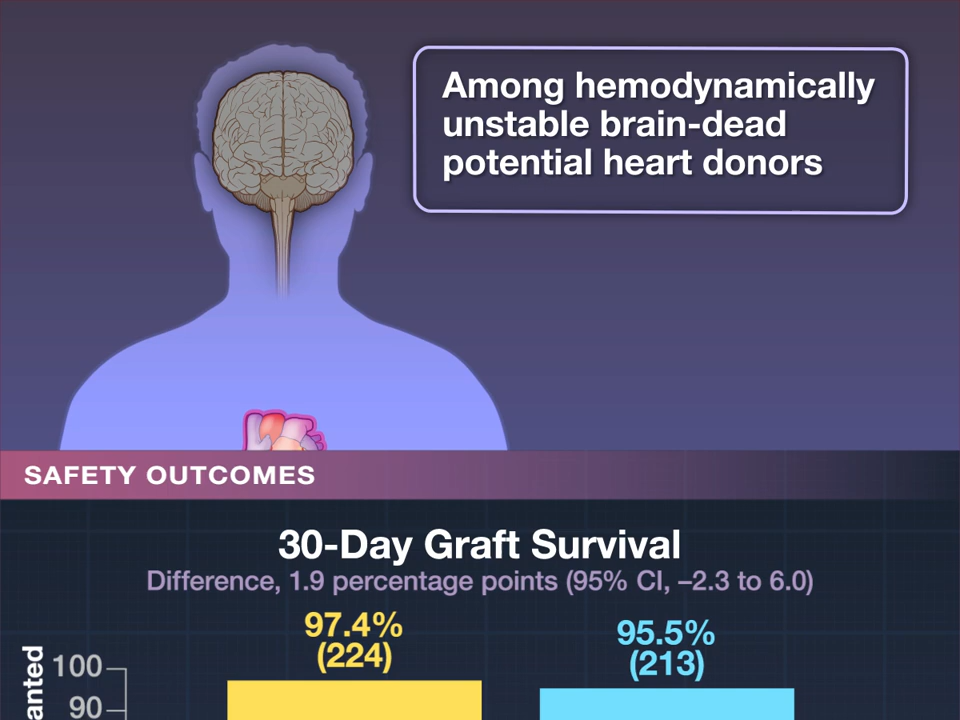 Among hemodynamically
unstable brain-dead
potential heart donors
SAFETY OUTCOMES
30-Day Graft Survival
Difference, 1.9 percentage points (95% CI, –2.3 to 6.0)
97.4%
(224)
95.5%
(213)
100
90